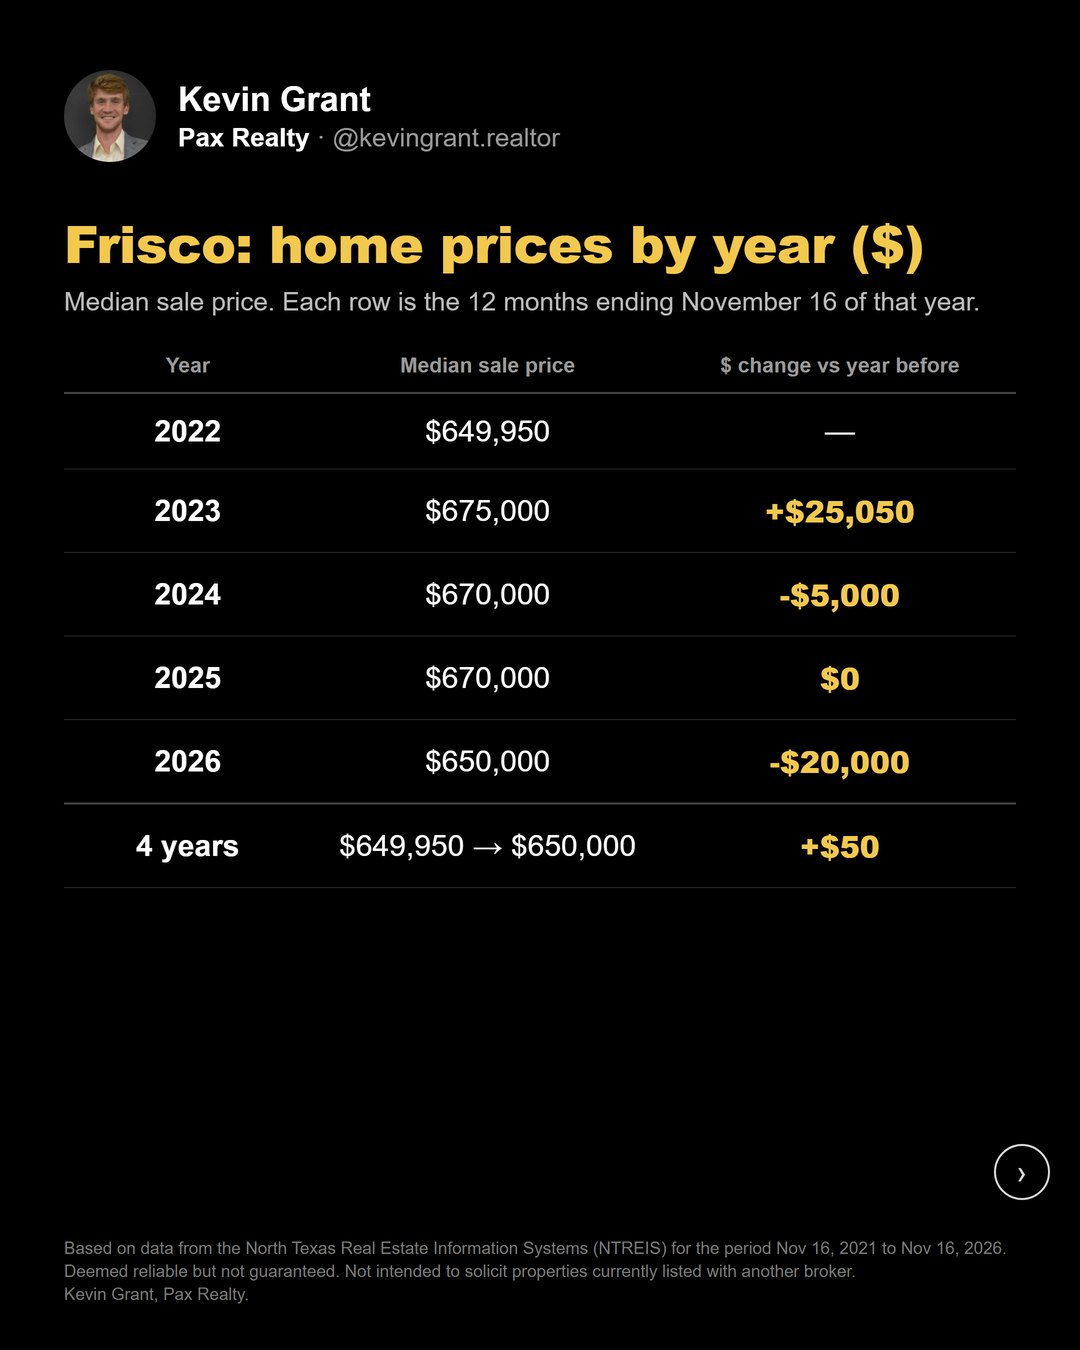 Kevin Grant
Pax Realty · @kevingrant.realtor
Frisco: home prices by year ($)
Median sale price. Each row is the 12 months ending November 16 of that year.
Year Median sale price $ change vs year before
2022 $649,950 —
2023 $675,000 +$25,050
2024 $670,000 -$5,000
2025 $670,000 $0
2026 $650,000 -$20,000
4 years $649,950 → $650,000 +$50
›
Based on data from the North Texas Real Estate Information Systems (NTREIS) for the period Nov 16, 2021 to Nov 16, 2026.
Deemed reliable but not guaranteed. Not intended to solicit properties currently listed with another broker.
Kevin Grant, Pax Realty.